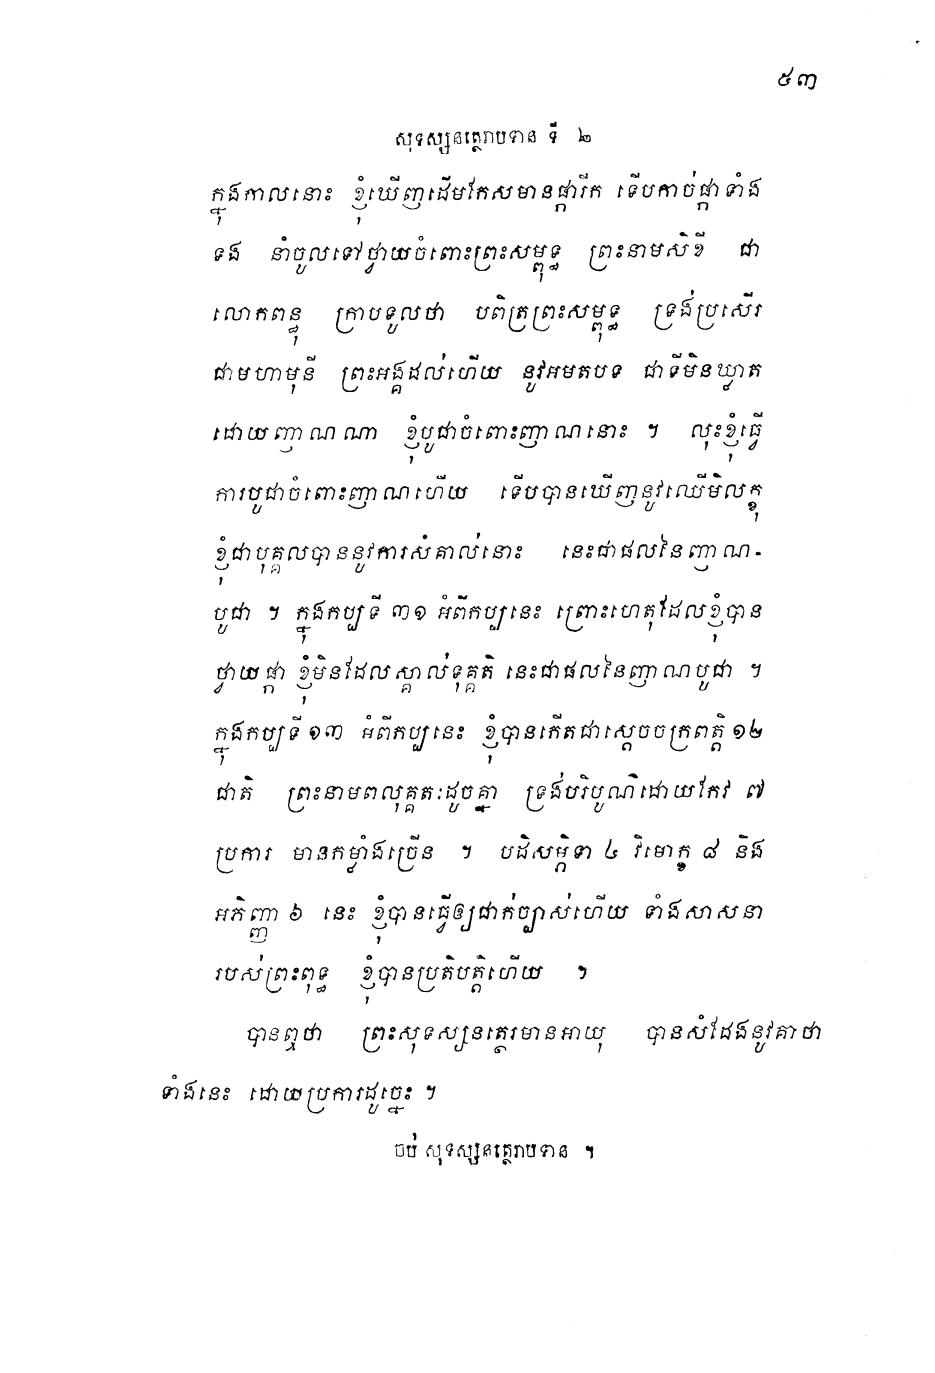 ៥៣
សុទស្សនត្ថេរាបទាន ទី ២
ក្នុងកាលនោះ ខ្ញុំឃើញដើមកែសមានផ្ការីក ទើបកាច់ផ្កាទាំង
ទង នាំចូលទៅថ្វាយចំពោះព្រះសម្ពុទ្ធ ព្រះនាមសិខី ជា
លោកពន្ធុ ក្រាបទូលថា បពិត្រព្រះសម្ពុទ្ធ ទ្រង់ប្រសើរ
ជាមហាមុនី ព្រះអង្គដល់ហើយ នូវអមតបទ ជាទីមិនឃ្វាត
ដោយញាណណា ខ្ញុំបូជាចំពោះញាណនោះ ។ លុះខ្ញុំធ្វើ
ការបូជាចំពោះញាណហើយ ទើបបានឃើញនូវឈើមិលក្ខុ
ខ្ញុំជាបុគ្គលបាននូវការសំគាល់នោះ នេះជាផលនៃញាណ-
បូជា ។ ក្នុងកប្បទី ៣១ អំពីកប្បនេះ ព្រោះហេតុដែលខ្ញុំបាន
ថ្វាយផ្កា ខ្ញុំមិនដែលស្គាល់ទុគ្គតិ នេះជាផលនៃញាណបូជា ។
ក្នុងកប្បទី ១៣ អំពីកប្បនេះ ខ្ញុំបានកើតជាស្តេចចក្រពត្តិ ១២
ជាតិ ព្រះនាមពលុគ្គតៈដូចគ្នា ទ្រង់បរិបូណ៌ដោយកែវ ៧
ប្រការ មានកម្លាំងច្រើន ។ បដិសម្ភិទា ៤ វិមោក្ខ ៨ និង
អភិញ្ញា ៦ នេះ ខ្ញុំបានធ្វើឲ្យជាក់ច្បាស់ហើយ ទាំងសាសនា
របស់ព្រះពុទ្ធ ខ្ញុំបានប្រតិបត្តិហើយ ។
បានឮថា ព្រះសុទស្សនត្ថេរមានអាយុ បានសំដែងនូវគាថា
ទាំងនេះ ដោយប្រការដូច្នេះ ។
ចប់ សុទស្សនត្ថេរាបទាន ។